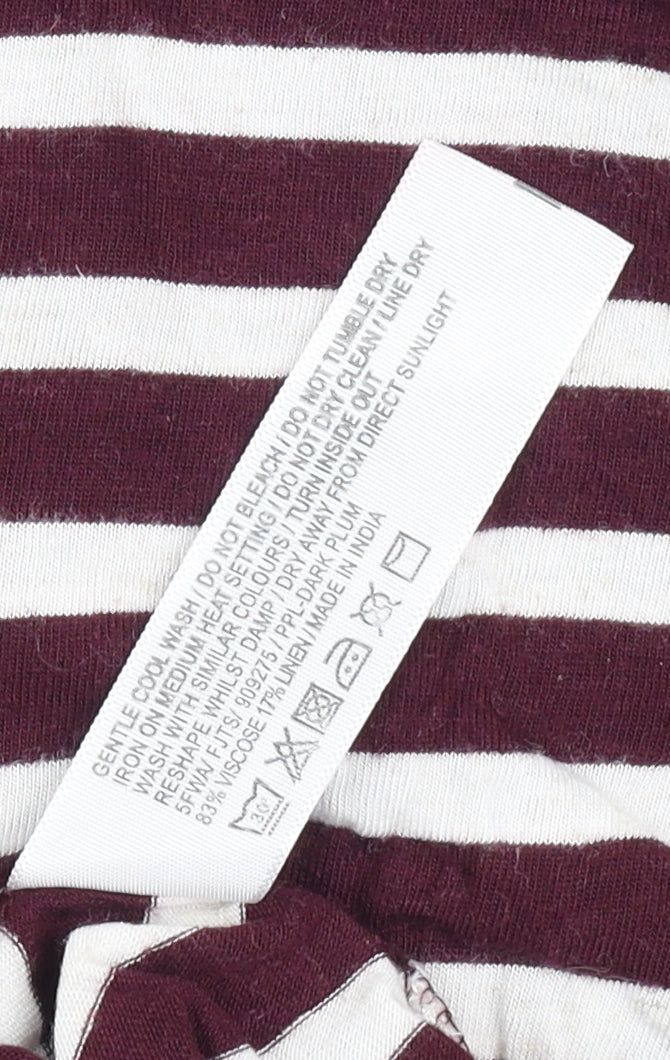 GENTLE COOL WASH / DO NOT BLEACH / DO NOT TUMBLE DRY
IRON ON MEDIUM HEAT SETTING / DO NOT DRY CLEAN / LINE DRY
WASH WITH SIMILAR COLOURS / TURN INSIDE OUT
RESHAPE WHILST DAMP / DRY AWAY FROM DIRECT SUNLIGHT
5FWA/ FJTS/ 909275 / PPL-DARK PLUM
83% VISCOSE 17% LINEN / MADE IN INDIA
30°